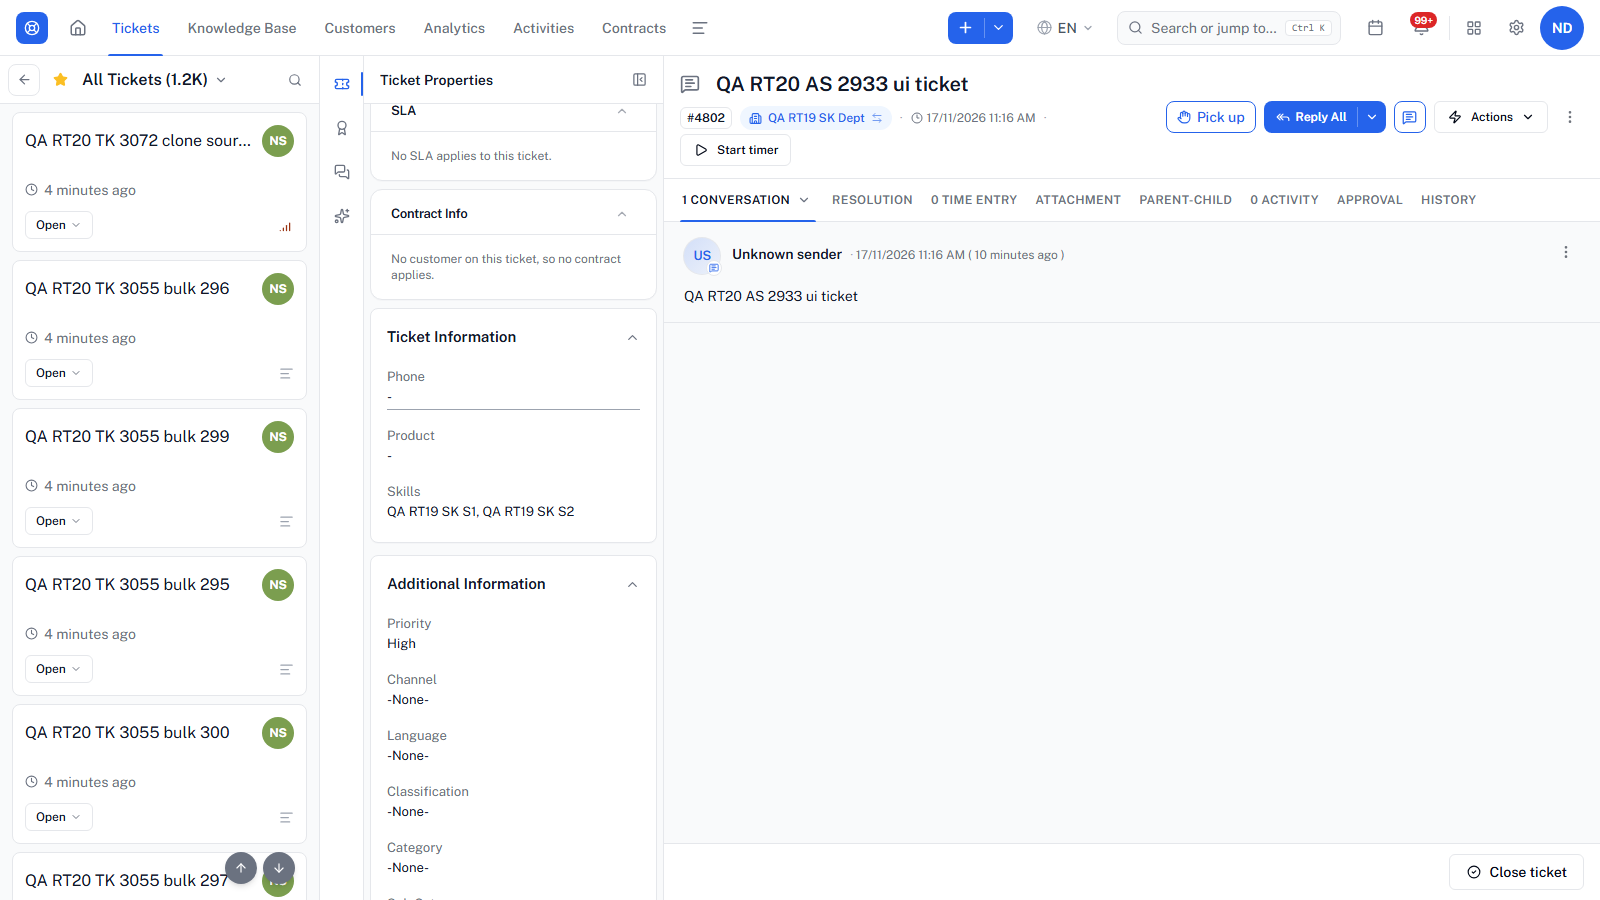 Tickets
Knowledge Base
Customers
Analytics
Activities
Contracts
EN
Search or jump to...
Ctrl K
99+
ND
All Tickets (1.2K)
QA RT20 TK 3072 clone sour...
NS
4 minutes ago
Open
QA RT20 TK 3055 bulk 296
NS
4 minutes ago
Open
QA RT20 TK 3055 bulk 299
NS
4 minutes ago
Open
QA RT20 TK 3055 bulk 295
NS
4 minutes ago
Open
QA RT20 TK 3055 bulk 300
NS
4 minutes ago
Open
QA RT20 TK 3055 bulk 297
Ticket Properties
SLA
No SLA applies to this ticket.
Contract Info
No customer on this ticket, so no contract
applies.
Ticket Information
Phone
-
Product
-
Skills
QA RT19 SK S1, QA RT19 SK S2
Additional Information
Priority
High
Channel
-None-
Language
-None-
Classification
-None-
Category
-None-
QA RT20 AS 2933 ui ticket
#4802
QA RT19 SK Dept
· 17/11/2026 11:16 AM ·
Pick up
Reply All
Actions
Start timer
1 CONVERSATION
RESOLUTION
0 TIME ENTRY
ATTACHMENT
PARENT-CHILD
0 ACTIVITY
APPROVAL
HISTORY
US
Unknown sender · 17/11/2026 11:16 AM ( 10 minutes ago )
QA RT20 AS 2933 ui ticket
Close ticket